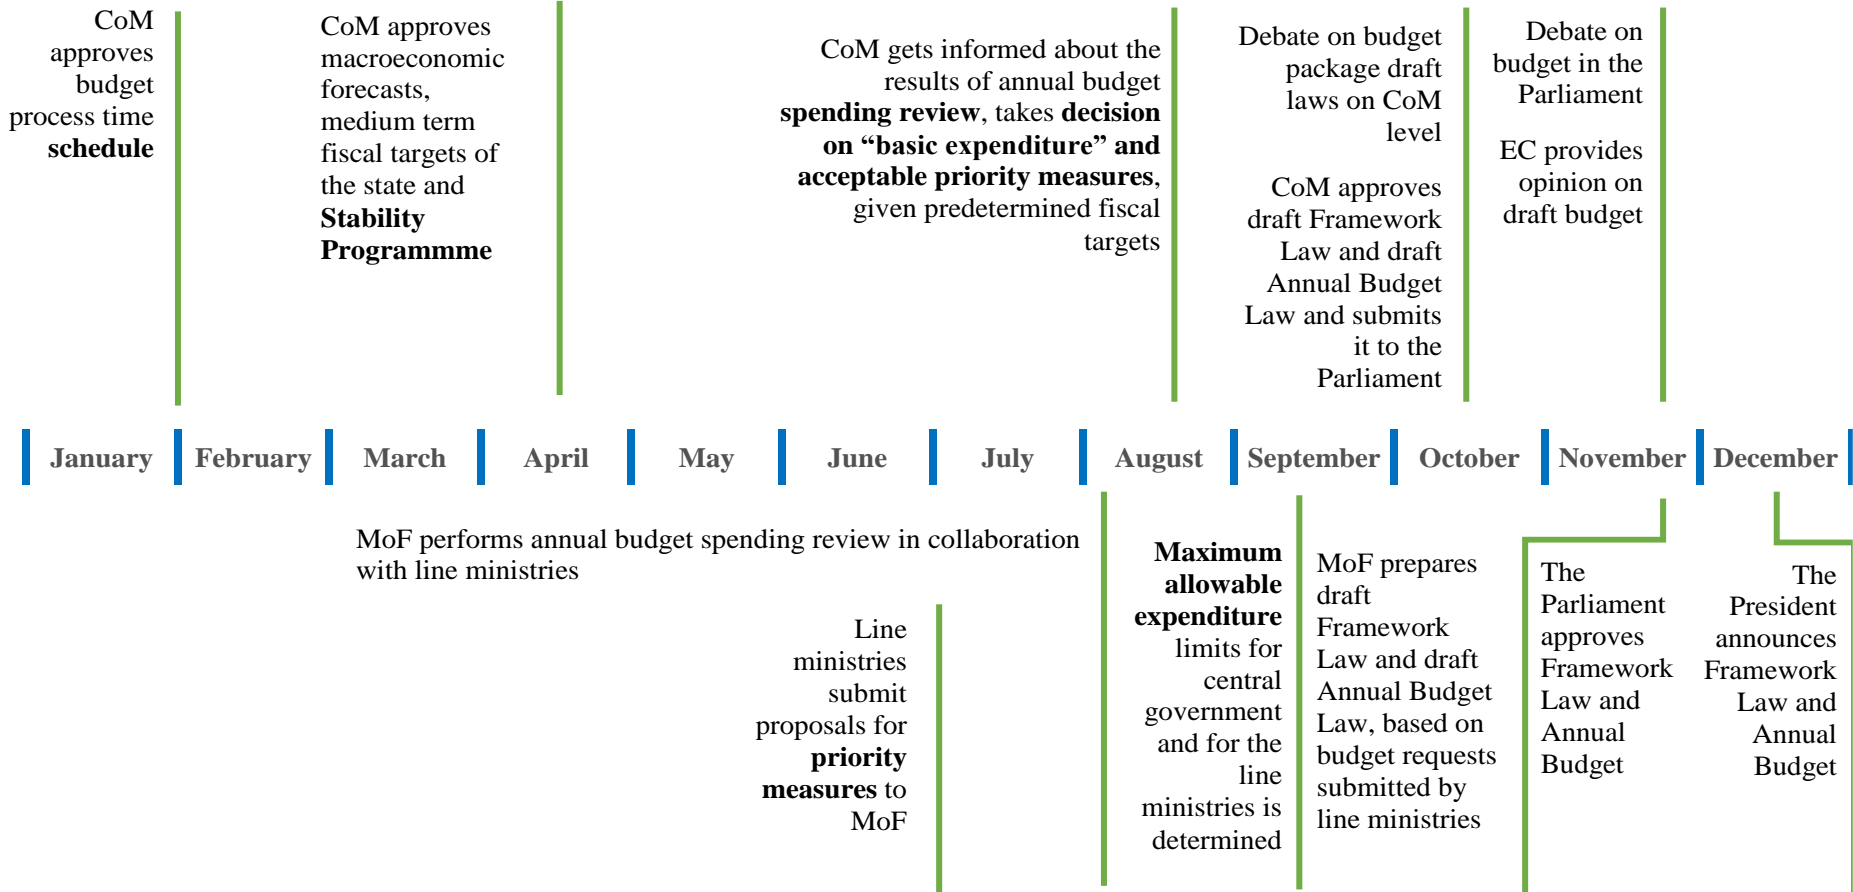 CoM
approves
budget
process time
schedule
CoM approves
macroeconomic
forecasts,
medium term
fiscal targets of
the state and
Stability
Programmme
CoM gets informed about the
results of annual budget
spending review, takes decision
on “basic expenditure” and
acceptable priority measures,
given predetermined fiscal
targets
Debate on budget
package draft
laws on CoM
level
CoM approves
draft Framework
Law and draft
Annual Budget
Law and submits
it to the
Parliament
Debate on
budget in the
Parliament
EC provides
opinion on
draft budget
January February March April May June July August September October November December
MoF performs annual budget spending review in collaboration
with line ministries
Line
ministries
submit
proposals for
priority
measures to
MoF
Maximum
allowable
expenditure
limits for
central
government
and for the
line
ministries is
determined
MoF prepares
draft
Framework
Law and draft
Annual Budget
Law, based on
budget requests
submitted by
line ministries
The
Parliament
approves
Framework
Law and
Annual
Budget
The
President
announces
Framework
Law and
Annual
Budget